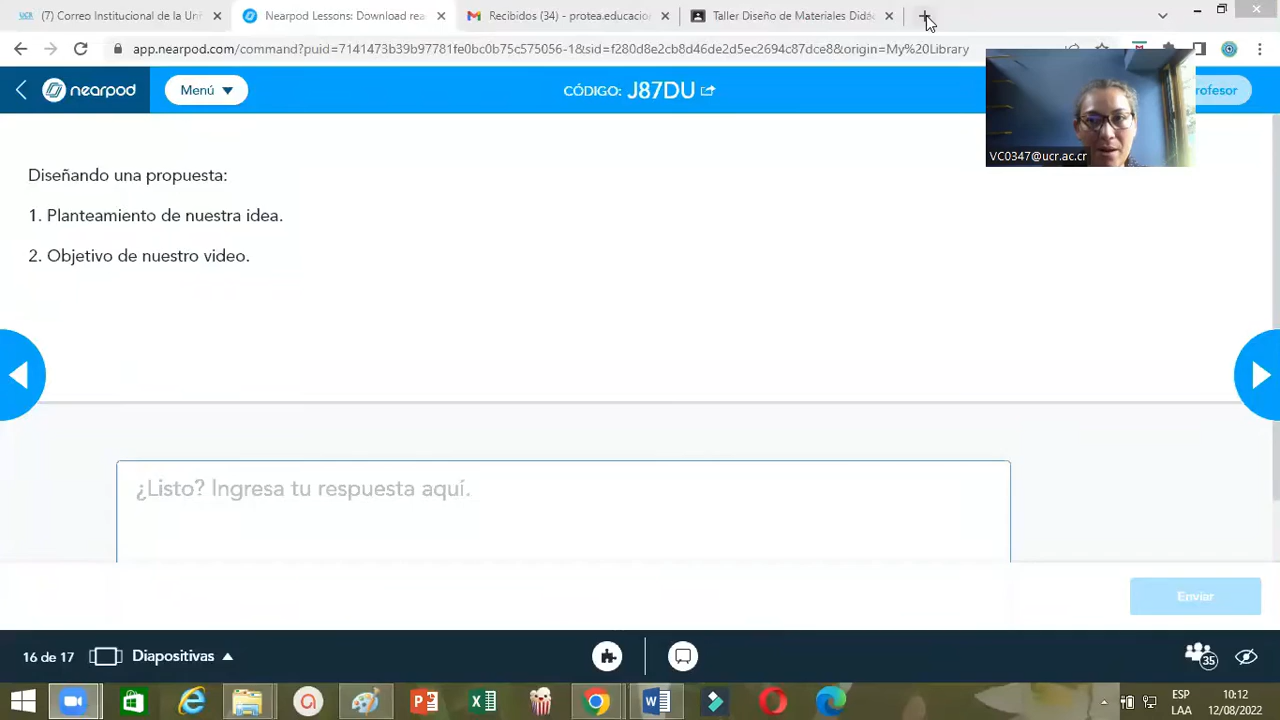 UCR (7) Correo Institucional de la Uni
Nearpod Lessons: Download rea
Recibidos (34) - protea.educacion
Taller Diseño de Materiales Didác
app.nearpod.com/command?puid=7141473b39b97781fe0bc0b75c575056-1&sid=f280d8e2cb8d46de2d5ec2694c87dce8&origin=My%20Library
nearpod
Menú
CÓDIGO: J87DU
rofesor
VC0347@ucr.ac.cr
Diseñando una propuesta:
1. Planteamiento de nuestra idea.
2. Objetivo de nuestro video.
¿Listo? Ingresa tu respuesta aquí.
Enviar
16 de 17
Diapositivas
35
ESP
10:12
LAA
12/08/2022